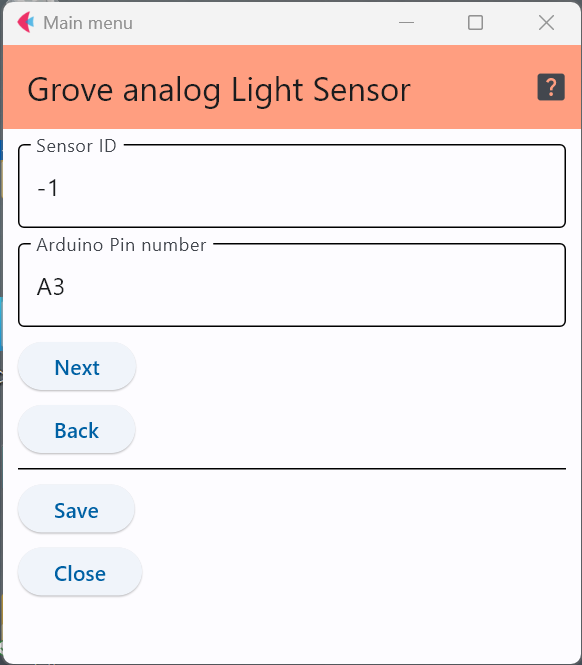 Main menu
Grove analog Light Sensor
?
Sensor ID
-1
Arduino Pin number
A3
Next
Back
Save
Close